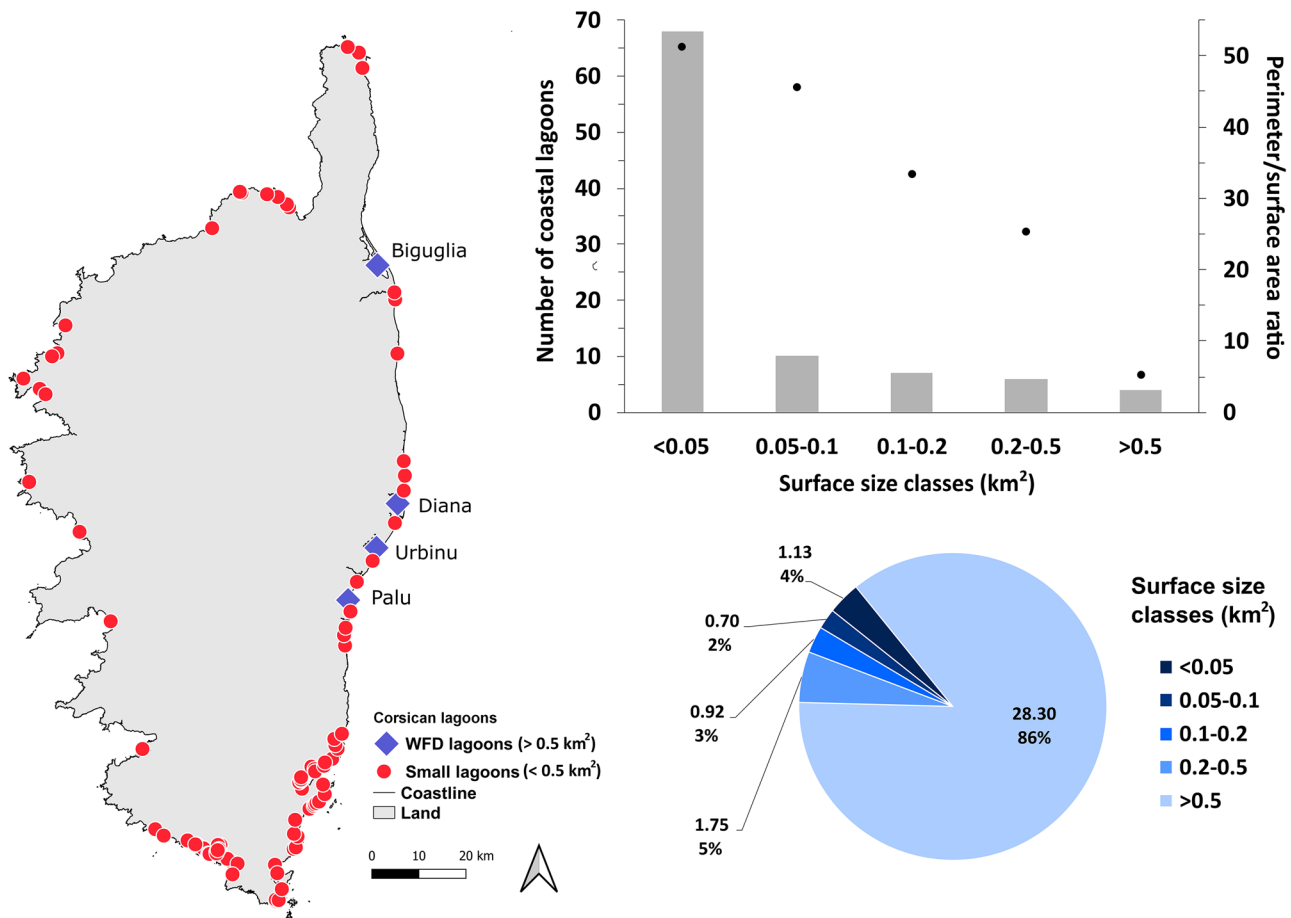 Biguglia
Diana
Urbinu
Palu
Corsican lagoons
WFD lagoons (> 0.5 km²)
Small lagoons (< 0.5 km²)
Coastline
Land
0 10 20 km
Number of coastal lagoons
70
60
50
40
30
20
10
0
50
40
30
20
10
0
Perimeter/surface area ratio
<0.05 0.05-0.1 0.1-0.2 0.2-0.5 >0.5
Surface size classes (km²)
1.13
4%
0.70
2%
0.92
3%
1.75
5%
28.30
86%
Surface size
classes (km²)
<0.05
0.05-0.1
0.1-0.2
0.2-0.5
>0.5